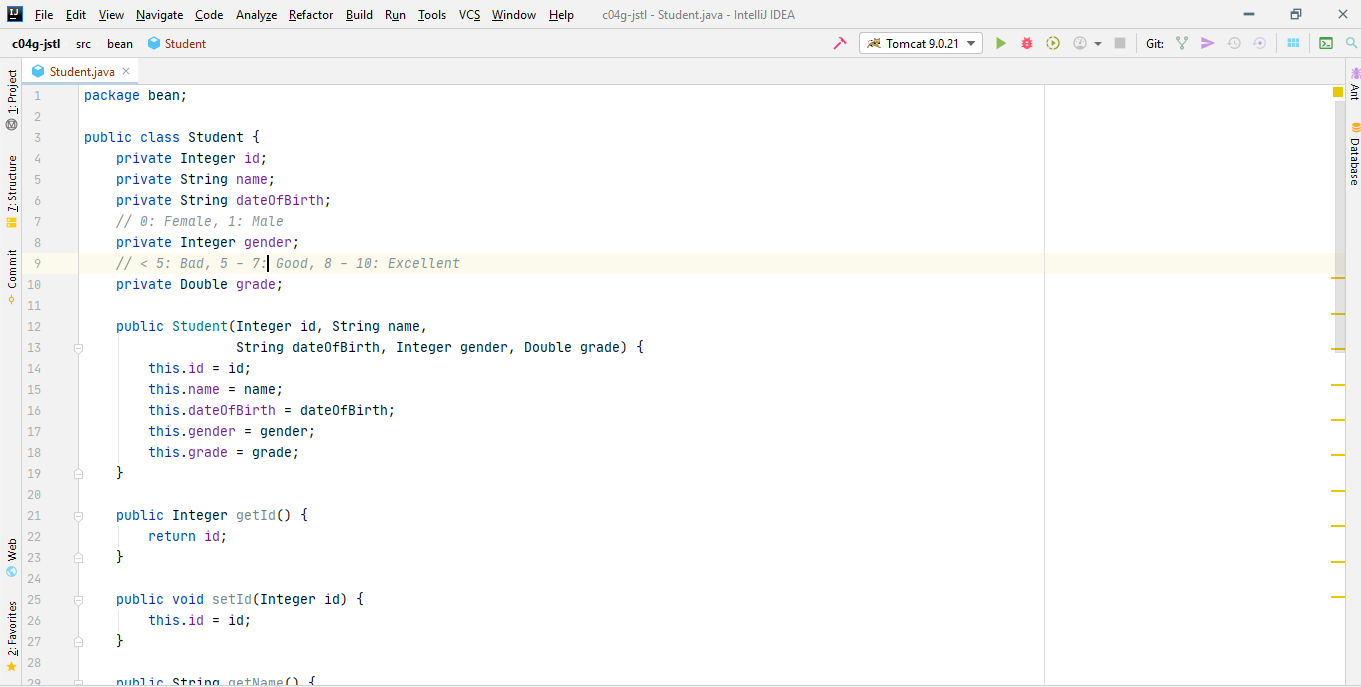 File Edit View Navigate Code Analyze Refactor Build Run Tools VCS Window Help c04g-jstl - Student.java - IntelliJ IDEA
c04g-jstl src bean Student Tomcat 9.0.21 Git:
Student.java
1: Project
7: Structure
Commit
Web
2: Favorites
1 package bean;
2
3 public class Student {
4 private Integer id;
5 private String name;
6 private String dateOfBirth;
7 // 0: Female, 1: Male
8 private Integer gender;
9 // < 5: Bad, 5 - 7: Good, 8 - 10: Excellent
10 private Double grade;
11
12 public Student(Integer id, String name,
13 String dateOfBirth, Integer gender, Double grade) {
14 this.id = id;
15 this.name = name;
16 this.dateOfBirth = dateOfBirth;
17 this.gender = gender;
18 this.grade = grade;
19 }
20
21 public Integer getId() {
22 return id;
23 }
24
25 public void setId(Integer id) {
26 this.id = id;
27 }
28
29 public String getName() {
Ant
Database